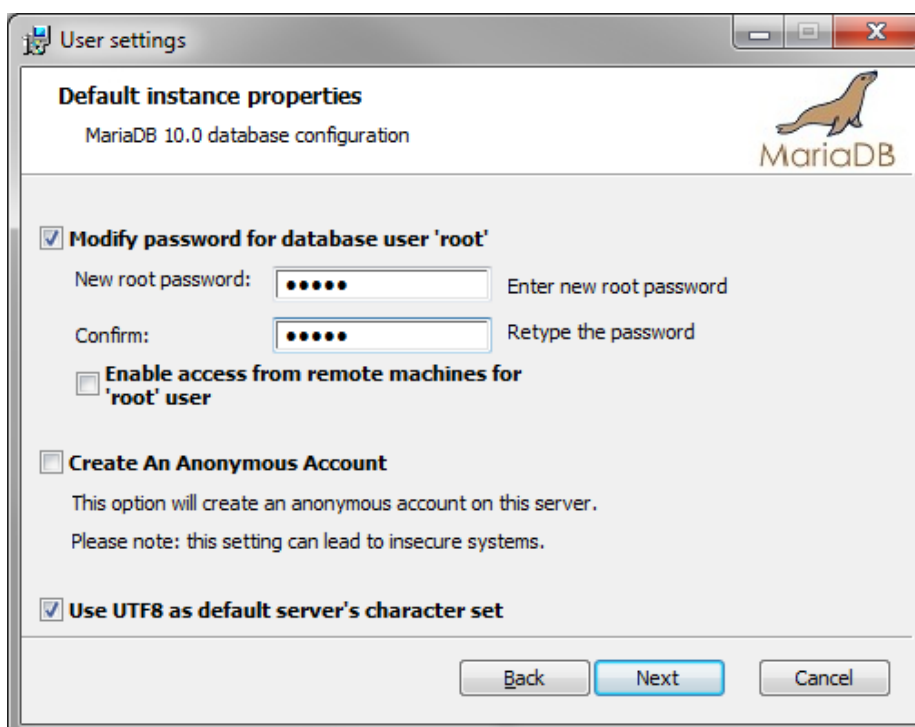 User settings
Default instance properties
MariaDB 10.0 database configuration
MariaDB
Modify password for database user 'root'
New root password: ●●●●● Enter new root password
Confirm: ●●●●● Retype the password
Enable access from remote machines for
'root' user
Create An Anonymous Account
This option will create an anonymous account on this server.
Please note: this setting can lead to insecure systems.
Use UTF8 as default server's character set
Back Next Cancel